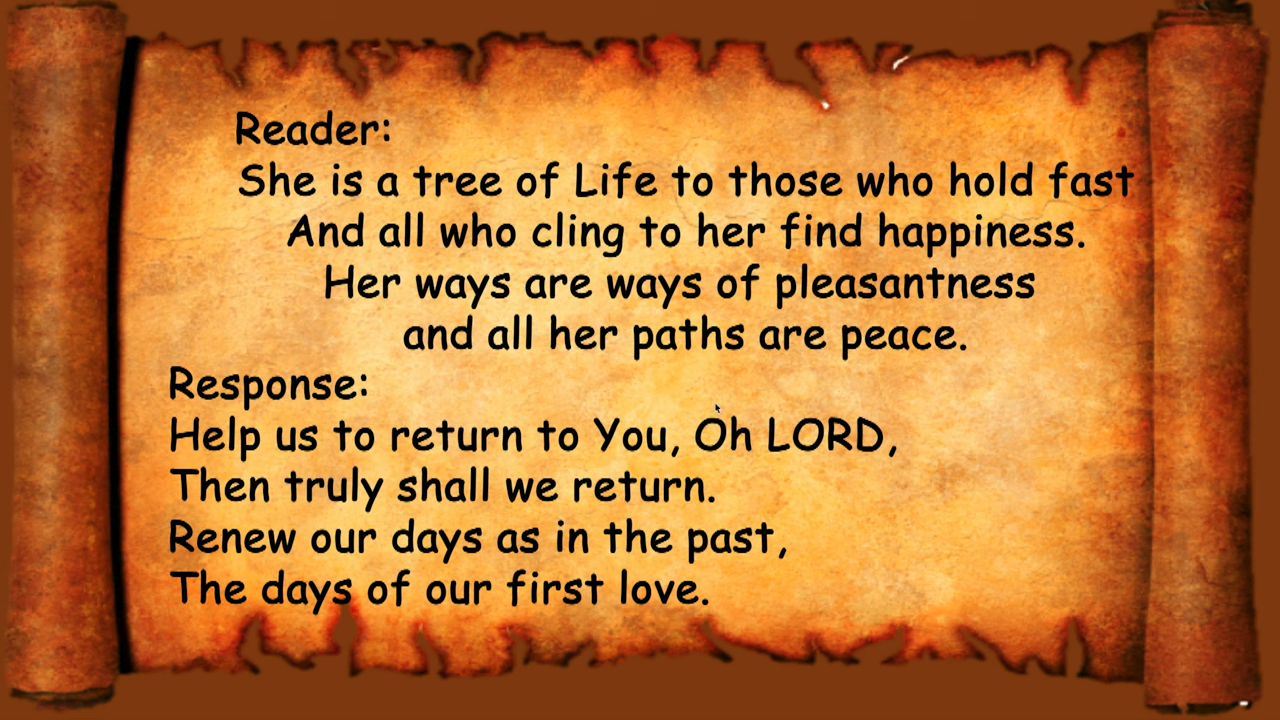 Reader:
She is a tree of Life to those who hold fast
And all who cling to her find happiness.
Her ways are ways of pleasantness
and all her paths are peace.
Response:
Help us to return to You, Oh LORD,
Then truly shall we return.
Renew our days as in the past,
The days of our first love.